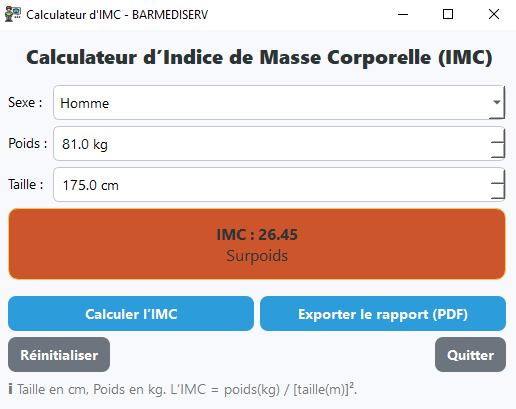 Calculateur d'IMC - BARMEDISERV
Calculateur d’Indice de Masse Corporelle (IMC)
Sexe : Homme
Poids : 81.0 kg
Taille : 175.0 cm
IMC : 26.45
Surpoids
Calculer l’IMC Exporter le rapport (PDF)
Réinitialiser Quitter
ℹ Taille en cm, Poids en kg. L’IMC = poids(kg) / [taille(m)]².